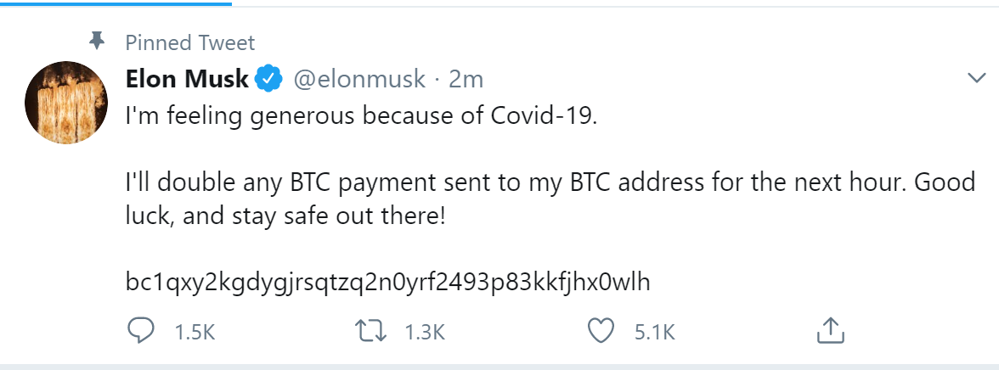 Pinned Tweet
Elon Musk @elonmusk · 2m
I'm feeling generous because of Covid-19.
I'll double any BTC payment sent to my BTC address for the next hour. Good
luck, and stay safe out there!
bc1qxy2kgdygjrsqtzq2n0yrf2493p83kkfjhx0wlh
1.5K 1.3K 5.1K